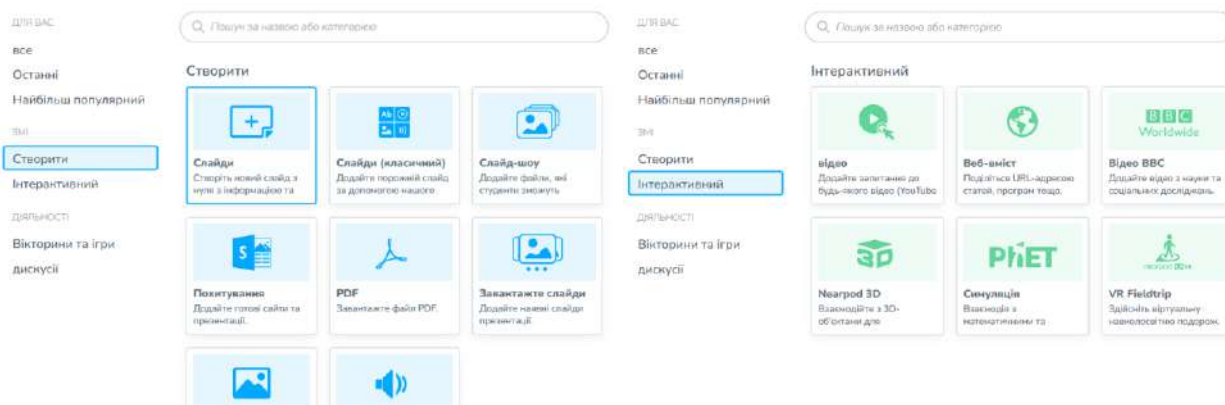 ДЛЯ ВАС
все
Останні
Найбільш популярний
ЗМІ
Створити
Інтерактивний
ДІЯЛЬНОСТІ
Вікторини та ігри
дискусії
Пошук за назвою або категорією
Створити
Слайди
Створіть новий слайд з
нуля з інформацією та
Слайди (класичний)
Додайте порожній слайд
за допомогою нашого
Слайд-шоу
Додайте файли, які
студенти зможуть
Похитування
Додайте готові сайти та
презентації.
PDF
Завантажте файл PDF.
Завантажте слайди
Додайте наявні слайди
презентації.
ДЛЯ ВАС
все
Останні
Найбільш популярний
ЗМІ
Створити
Інтерактивний
ДІЯЛЬНОСТІ
Вікторини та ігри
дискусії
Пошук за назвою або категорією
Інтерактивний
відео
Додайте запитання до
будь-якого відео (YouTube
Веб-вміст
Поділіться URL-адресою
статей, програм тощо.
BBC
Worldwide
Відео BBC
Додайте відео з науки та
соціальних досліджень.
3D
Nearpod 3D
Взаємодійте з 3D-
об'єктами для
PhET
Симуляція
Взаємодія з
математичними та
VR Fieldtrip
Здійсніть віртуальну
навколосвітню подорож.